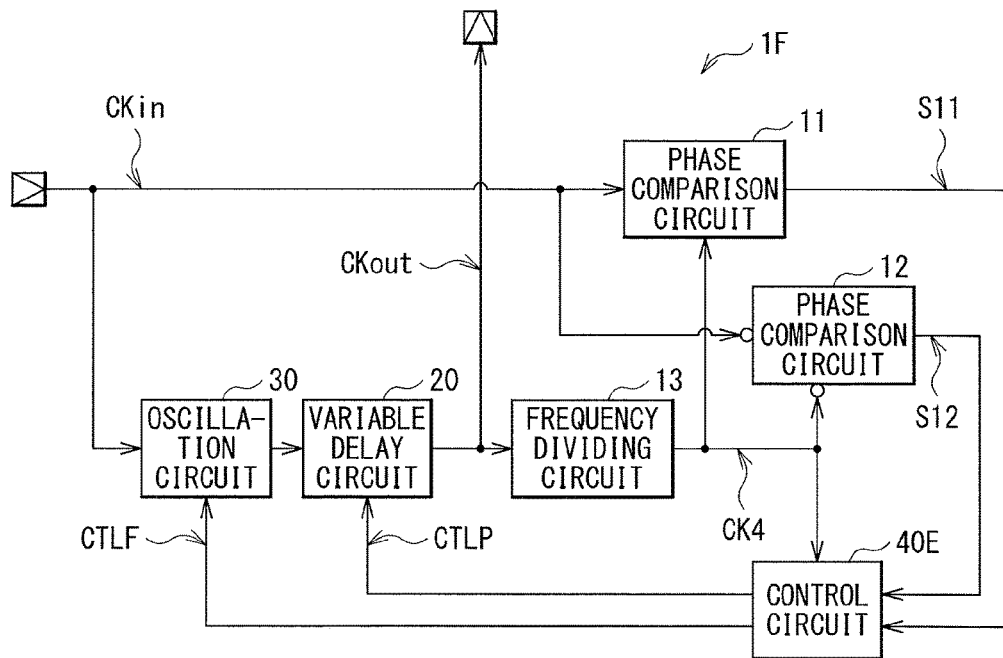 1F
CKin
11
S11
PHASE
COMPARISON
CIRCUIT
CKout
12
PHASE
COMPARISON
CIRCUIT
S12
30
OSCILLA-
TION
CIRCUIT
20
VARIABLE
DELAY
CIRCUIT
13
FREQUENCY
DIVIDING
CIRCUIT
CTLF
CTLP
CK4
40E
CONTROL
CIRCUIT